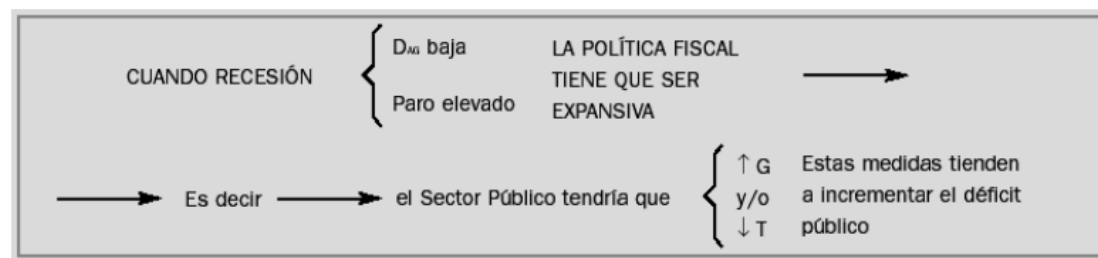 CUANDO RECESIÓN
DAG baja
Paro elevado
LA POLÍTICA FISCAL
TIENE QUE SER
EXPANSIVA
Es decir
el Sector Público tendría que
↑ G
y/o
↓ T
Estas medidas tienden
a incrementar el déficit
público